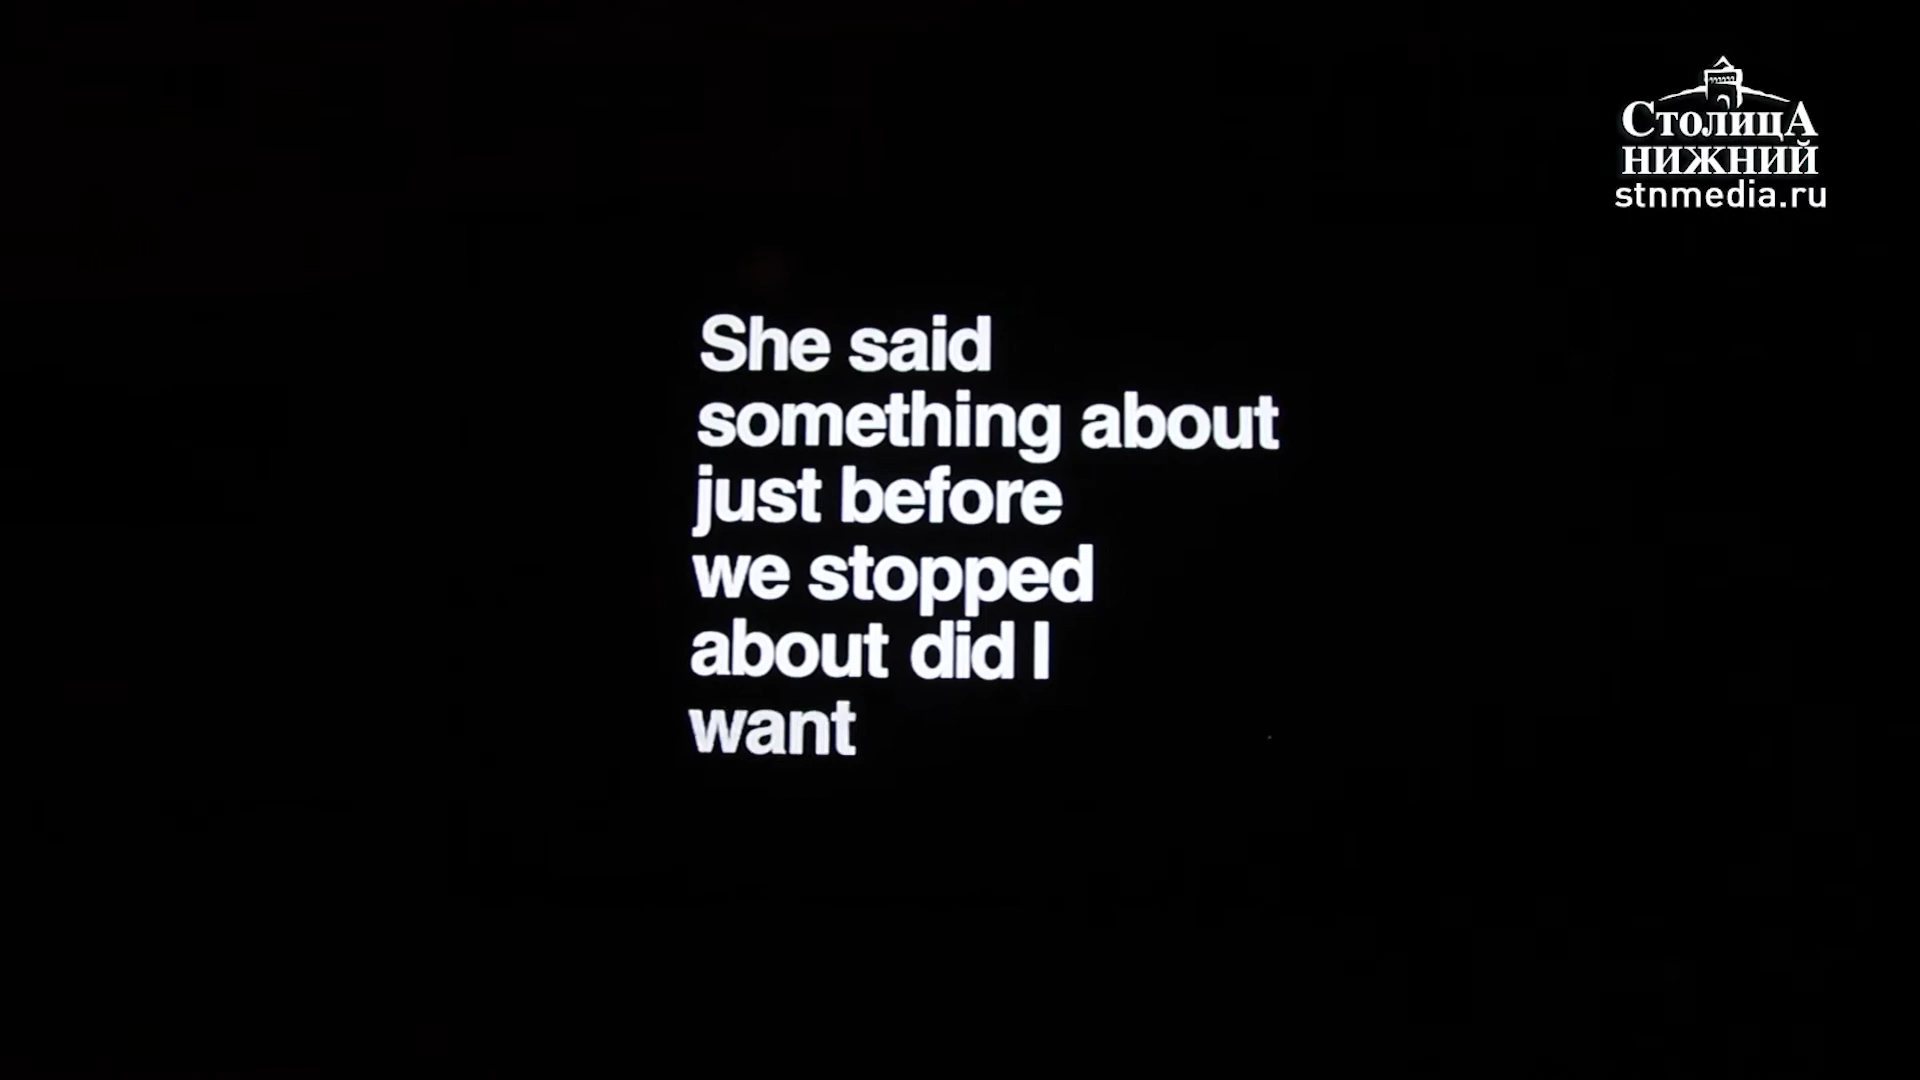 СтолицА
нижний
stnmedia.ru
She said
something about
just before
we stopped
about did I
want